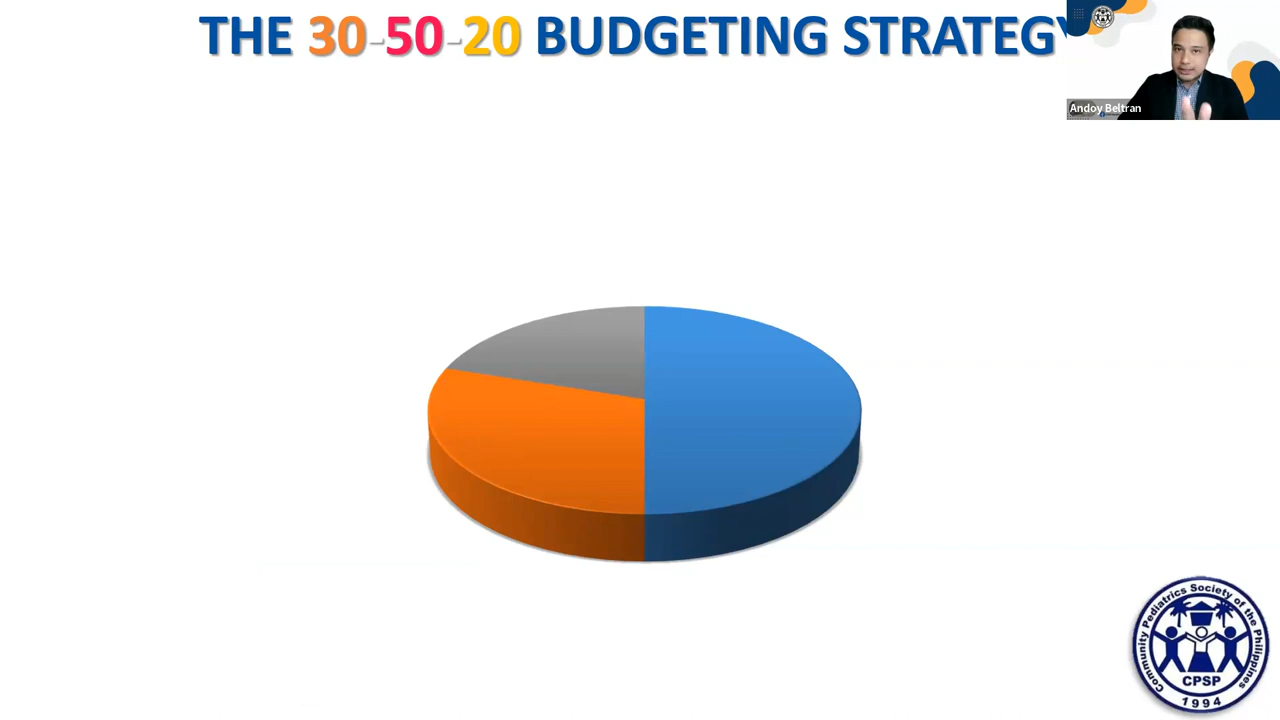 THE 30-50-20 BUDGETING STRATEGY
Andoy Beltran
Community Pediatrics Society of the Philippines
CPSP
1994